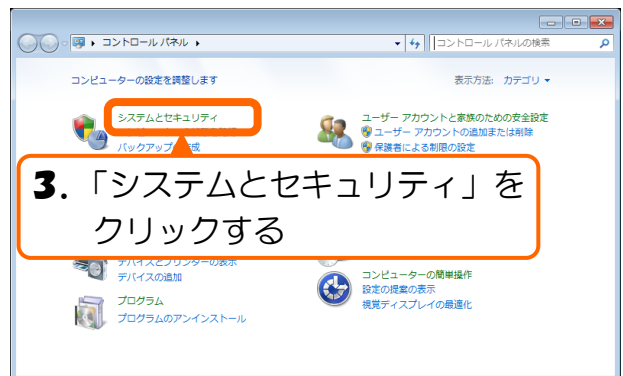 コントロール パネル
コントロール パネルの検索
コンピューターの設定を調整します
表示方法: カテゴリ
システムとセキュリティ
バックアップ
成
ユーザー アカウントと家族のための安全設定
ユーザー アカウントの追加または削除
保護者による制限の設定
3.「システムとセキュリティ」を
クリックする
デバイスとプリンターの表示
デバイスの追加
プログラム
プログラムのアンインストール
コンピューターの簡単操作
設定の提案の表示
視覚ディスプレイの最適化